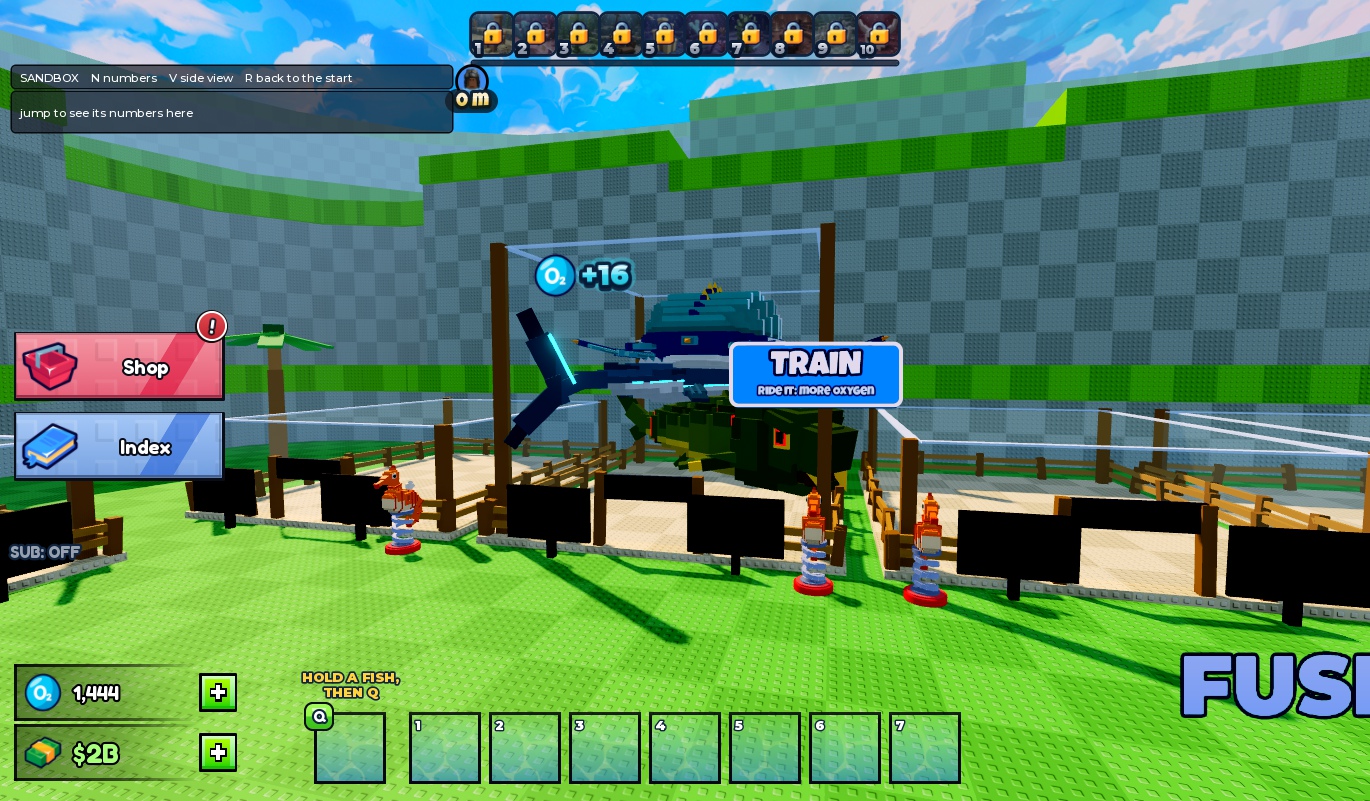 1 2 3 4 5 6 7 8 9 10
SANDBOX N numbers V side view R back to the start
0 m
jump to see its numbers here
O2 +16
!
TRAIN
RIDE IT: MORE OXYGEN
Shop
Index
SUB: OFF
HOLD A FISH,
THEN Q
Q
O2 1,444 +
$2B +
1 2 3 4 5 6 7